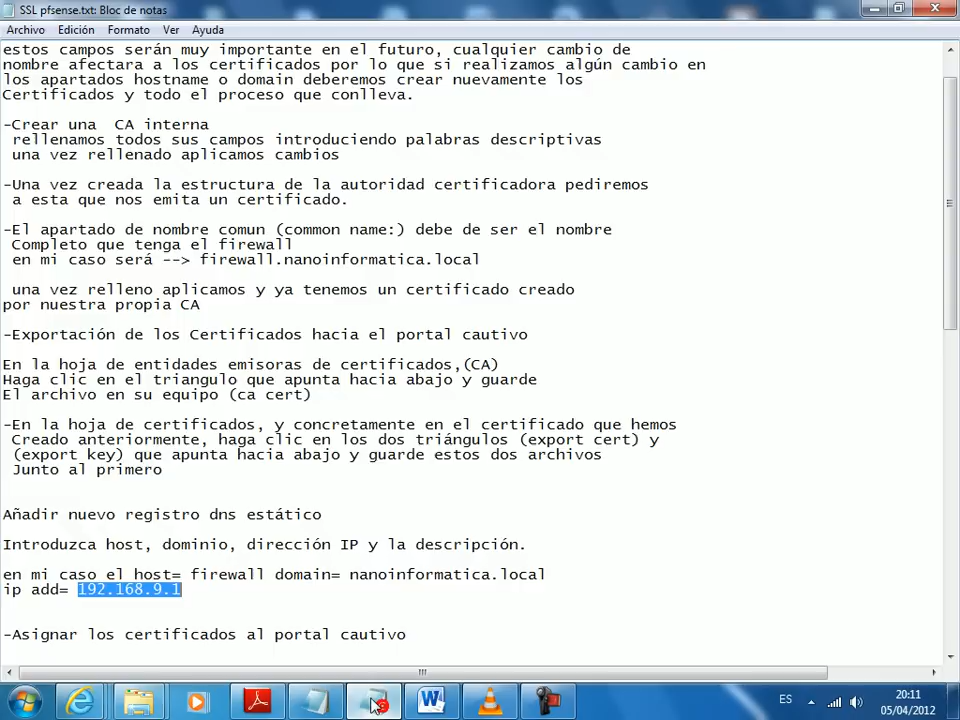 SSL pfsense.txt: Bloc de notas
Archivo Edición Formato Ver Ayuda
estos campos serán muy importante en el futuro, cualquier cambio de
nombre afectara a los certificados por lo que si realizamos algún cambio en
los apartados hostname o domain deberemos crear nuevamente los
Certificados y todo el proceso que conlleva.
-Crear una  CA interna
rellenamos todos sus campos introduciendo palabras descriptivas
una vez rellenado aplicamos cambios
-Una vez creada la estructura de la autoridad certificadora pediremos
a esta que nos emita un certificado.
-El apartado de nombre comun (common name:) debe de ser el nombre
Completo que tenga el firewall
en mi caso será --> firewall.nanoinformatica.local
una vez relleno aplicamos y ya tenemos un certificado creado
por nuestra propia CA
-Exportación de los Certificados hacia el portal cautivo
En la hoja de entidades emisoras de certificados,(CA)
Haga clic en el triangulo que apunta hacia abajo y guarde
El archivo en su equipo (ca cert)
-En la hoja de certificados, y concretamente en el certificado que hemos
Creado anteriormente, haga clic en los dos triángulos (export cert) y
(export key) que apunta hacia abajo y guarde estos dos archivos
Junto al primero
Añadir nuevo registro dns estático
Introduzca host, dominio, dirección IP y la descripción.
en mi caso el host= firewall domain= nanoinformatica.local
ip add= 192.168.9.1
-Asignar los certificados al portal cautivo
ES
20:11
05/04/2012